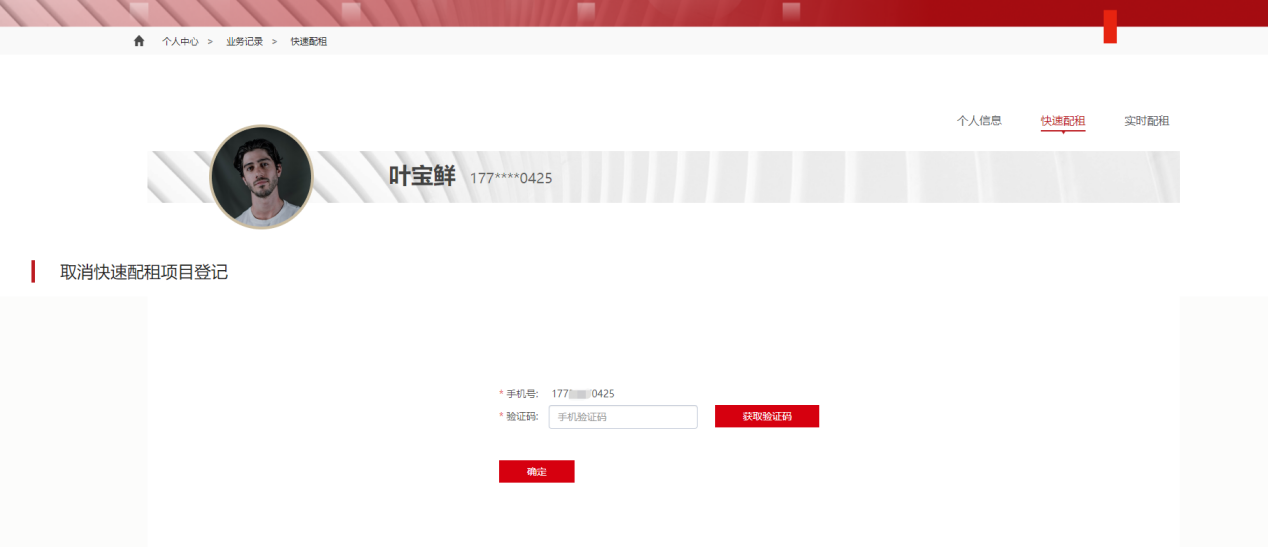 个人中心 > 业务记录 > 快速配租
个人信息 快速配租 实时配租
叶宝鲜 177****0425
取消快速配租项目登记
* 手机号: 177 0425
* 验证码: 手机验证码 获取验证码
确定